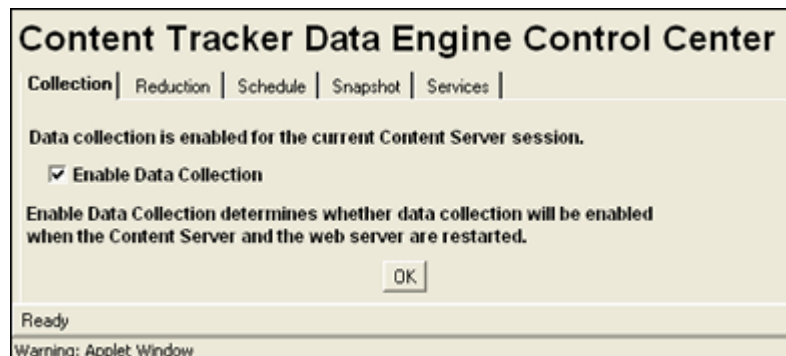 Content Tracker Data Engine Control Center
Collection Reduction Schedule Snapshot Services
Data collection is enabled for the current Content Server session.
Enable Data Collection
Enable Data Collection determines whether data collection will be enabled
when the Content Server and the web server are restarted.
OK
Ready
Warning: Applet Window